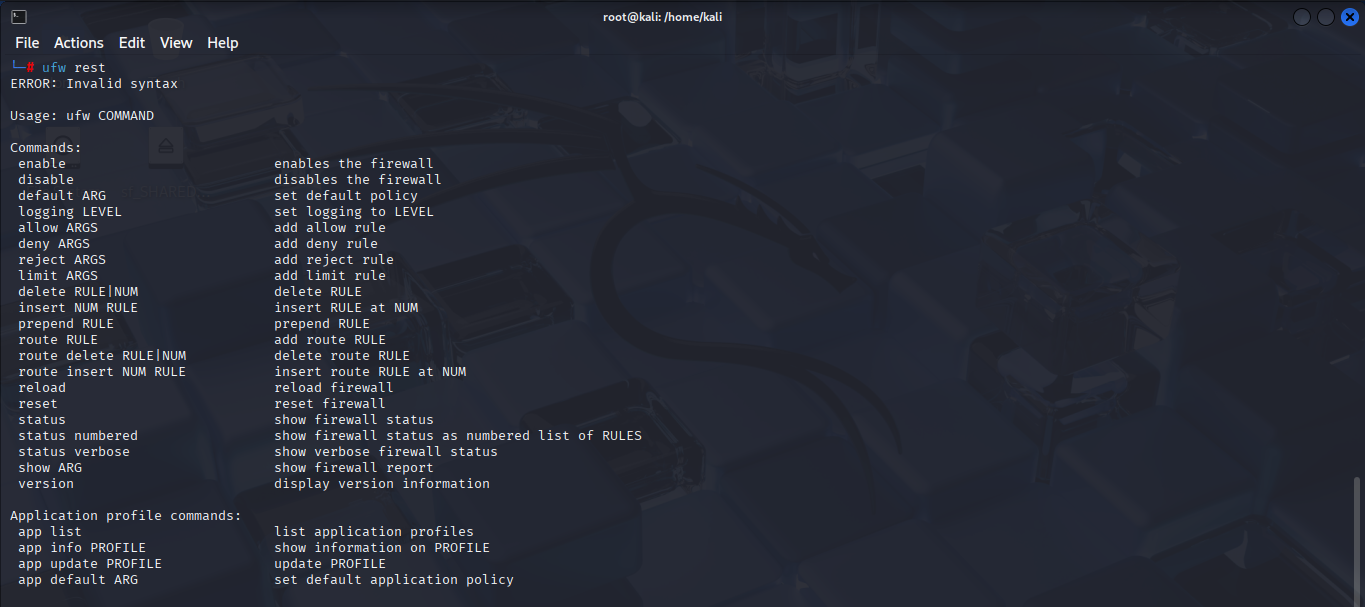 root@kali: /home/kali
File Actions Edit View Help
└─# ufw rest
ERROR: Invalid syntax
Usage: ufw COMMAND
Commands:
enable enables the firewall
disable disables the firewall
default ARG set default policy
logging LEVEL set logging to LEVEL
allow ARGS add allow rule
deny ARGS add deny rule
reject ARGS add reject rule
limit ARGS add limit rule
delete RULE|NUM delete RULE
insert NUM RULE insert RULE at NUM
prepend RULE prepend RULE
route RULE add route RULE
route delete RULE|NUM delete route RULE
route insert NUM RULE insert route RULE at NUM
reload reload firewall
reset reset firewall
status show firewall status
status numbered show firewall status as numbered list of RULES
status verbose show verbose firewall status
show ARG show firewall report
version display version information
Application profile commands:
app list list application profiles
app info PROFILE show information on PROFILE
app update PROFILE update PROFILE
app default ARG set default application policy